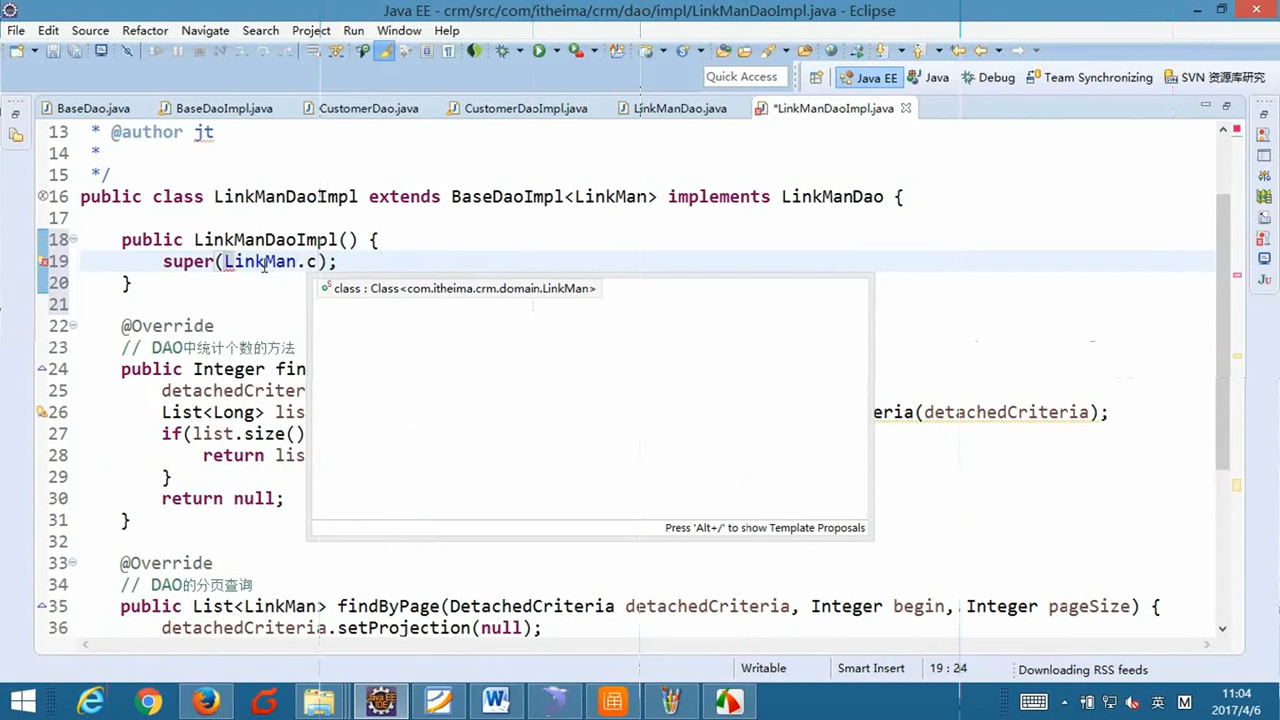 Java EE - crm/src/com/itheima/crm/dao/impl/LinkManDaoImpl.java - Eclipse
File Edit Source Refactor Navigate Search Project Run Window Help
Quick Access Java EE Java Debug Team Synchronizing SVN 资源库研究
BaseDao.java BaseDaoImpl.java CustomerDao.java CustomerDaoImpl.java LinkManDao.java *LinkManDaoImpl.java
13 * @author jt
14 *
15 */
16 public class LinkManDaoImpl extends BaseDaoImpl<LinkMan> implements LinkManDao {
17
18 public LinkManDaoImpl() {
19 super(LinkMan.c);
20 }
class : Class<com.itheima.crm.domain.LinkMan>
21
22 @Override
23 // DAO中统计个数的方法
24 public Integer fin
25 detachedCriter
26 List<Long> lis eria(detachedCriteria);
27 if(list.size()
28 return lis
29 }
30 return null;
31 }
Press 'Alt+/' to show Template Proposals
32
33 @Override
34 // DAO的分页查询
35 public List<LinkMan> findByPage(DetachedCriteria detachedCriteria, Integer begin, Integer pageSize) {
36 detachedCriteria.setProjection(null);
Writable Smart Insert 19 : 24 Downloading RSS feeds
英 M 11:04
2017/4/6